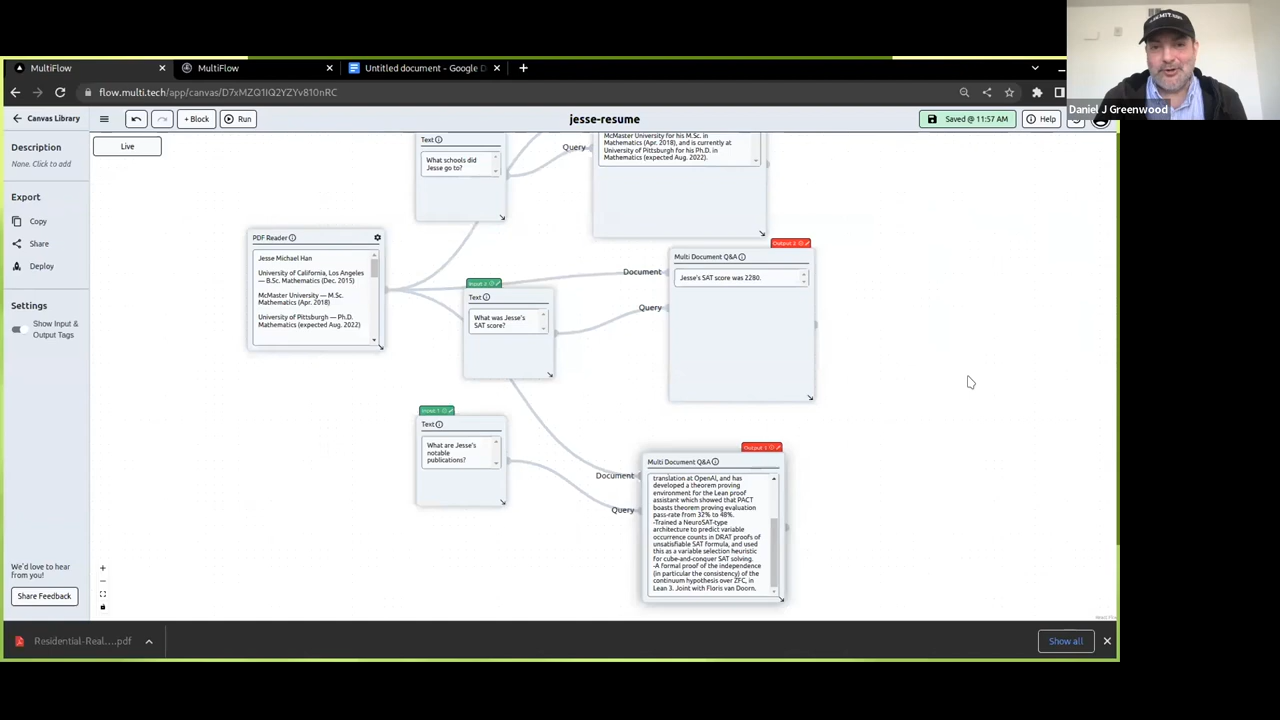 MultiFlow
MultiFlow
Untitled document - Google D
flow.multi.tech/app/canvas/D7xMZQ1IQ2YZYv810nRC
Daniel J Greenwood
Canvas Library
+ Block
Run
jesse-resume
Saved @ 11:57 AM
Help
Description
None. Click to add
Export
Copy
Share
Deploy
Settings
Show Input &
Output Tags
We'd love to hear
from you!
Share Feedback
Live
Text
What schools did
Jesse go to?
Query
McMaster University for his M.Sc. in
Mathematics (Apr. 2018), and is currently at
University of Pittsburgh for his Ph.D. in
Mathematics (expected Aug. 2022).
PDF Reader
Jesse Michael Han
University of California, Los Angeles
— B.Sc. Mathematics (Dec. 2015)
McMaster University — M.Sc.
Mathematics (Apr. 2018)
University of Pittsburgh — Ph.D.
Mathematics (expected Aug. 2022)
Text
What was Jesse's
SAT score?
Document
Query
Output 2
Multi Document Q&A
Jesse's SAT score was 2280.
Input 1
Text
What are Jesse's
notable
publications?
Document
Query
Output 1
Multi Document Q&A
translation at OpenAI, and has
developed a theorem proving
environment for the Lean proof
assistant which showed that PACT
boasts theorem proving evaluation
pass-rate from 32% to 48%.
-Trained a NeuroSAT-type
architecture to predict variable
occurrence counts in DRAT proofs of
unsatisfiable SAT formula, and used
this as a variable selection heuristic
for cube-and-conquer SAT solving.
-A formal proof of the independence
(in particular the consistency) of the
continuum hypothesis over ZFC, in
Lean 3. Joint with Floris van Doorn.
Residential-Real....pdf
Show all